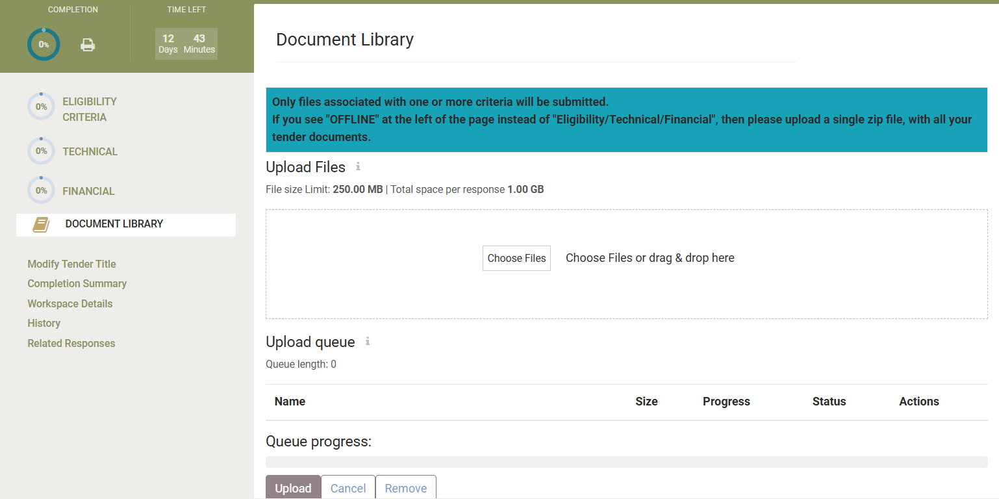 COMPLETION
TIME LEFT
0%
12 43
Days Minutes
0% ELIGIBILITY
CRITERIA
0% TECHNICAL
0% FINANCIAL
DOCUMENT LIBRARY
Modify Tender Title
Completion Summary
Workspace Details
History
Related Responses
Document Library
Only files associated with one or more criteria will be submitted.
If you see "OFFLINE" at the left of the page instead of "Eligibility/Technical/Financial", then please upload a single zip file, with all your
tender documents.
Upload Files
File size Limit: 250.00 MB | Total space per response 1.00 GB
Choose Files Choose Files or drag & drop here
Upload queue
Queue length: 0
Name Size Progress Status Actions
Queue progress:
Upload Cancel Remove